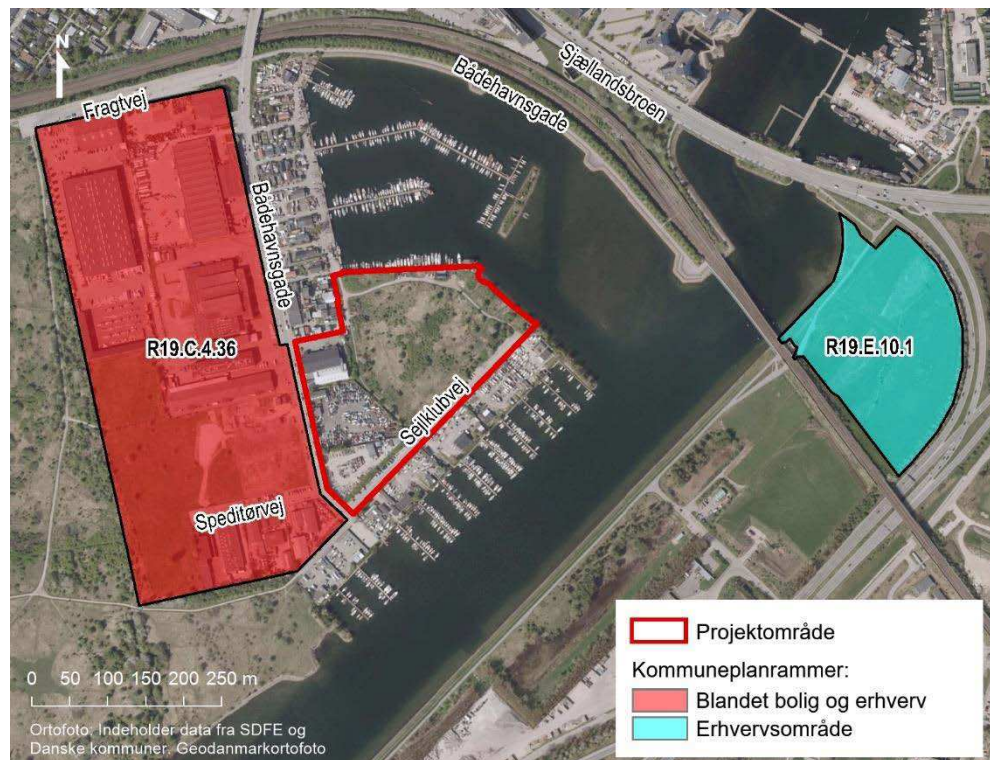 N
Fragtvej
Bådehavnsgade
Bådehavnsgade
Sjællandsbroen
R19.C.4.36
R19.E.10.1
Sejlklubvej
Speditørvej
Projektområde
Kommuneplanrammer:
Blandet bolig og erhverv
Erhvervsområde
0 50 100 150 200 250 m
Ortofoto: Indeholder data fra SDFE og
Danske kommuner, Geodanmarkortofoto